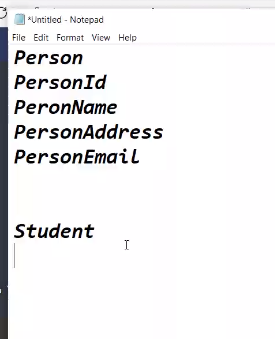 *Untitled - Notepad
File Edit Format View Help
Person
PersonId
PeronName
PersonAddress
PersonEmail
Student